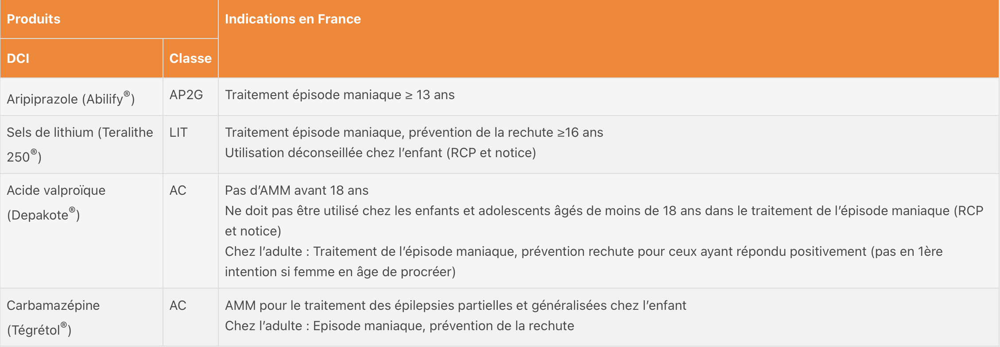 Produits
Indications en France
DCI
Classe
Aripiprazole (Abilify®)
AP2G
Traitement épisode maniaque ≥ 13 ans
Sels de lithium (Teralithe
250®)
LIT
Traitement épisode maniaque, prévention de la rechute ≥16 ans
Utilisation déconseillée chez l’enfant (RCP et notice)
Acide valproïque
(Depakote®)
AC
Pas d’AMM avant 18 ans
Ne doit pas être utilisé chez les enfants et adolescents âgés de moins de 18 ans dans le traitement de l’épisode maniaque (RCP
et notice)
Chez l’adulte : Traitement de l’épisode maniaque, prévention rechute pour ceux ayant répondu positivement (pas en 1ère
intention si femme en âge de procréer)
Carbamazépine
(Tégrétol®)
AC
AMM pour le traitement des épilepsies partielles et généralisées chez l’enfant
Chez l’adulte : Episode maniaque, prévention de la rechute